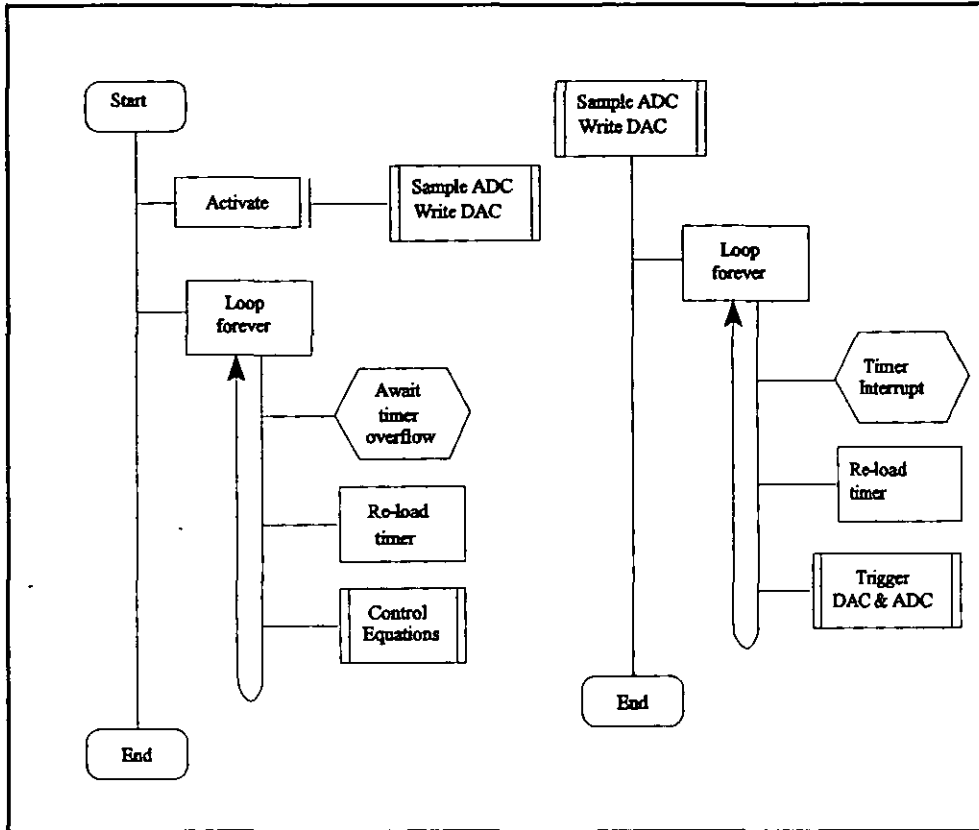 Start
Activate
Sample ADC
Write DAC
Loop
forever
Await
timer
overflow
Re-load
timer
Control
Equations
End
Sample ADC
Write DAC
Loop
forever
Timer
Interrupt
Re-load
timer
Trigger
DAC & ADC
End